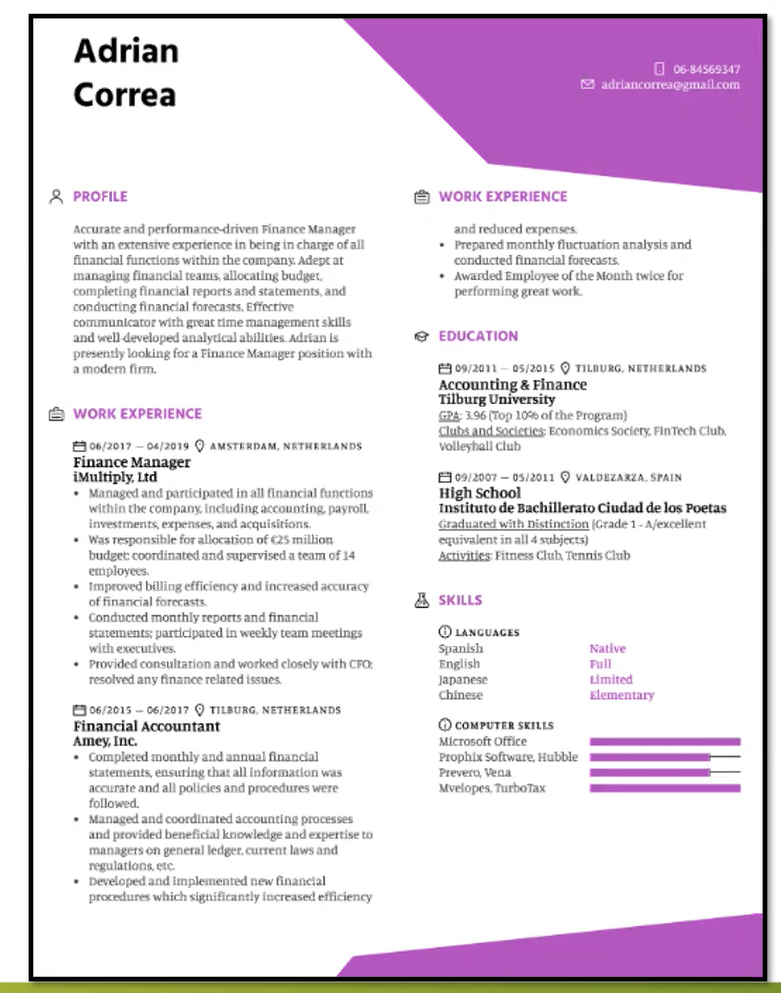 Adrian
Correa
06-84569347
adriancorrea@gmail.com
PROFILE
Accurate and performance-driven Finance Manager
with an extensive experience in being in charge of all
financial functions within the company. Adept at
managing financial teams, allocating budget,
completing financial reports and statements, and
conducting financial forecasts. Effective
communicator with great time management skills
and well-developed analytical abilities. Adrian is
presently looking for a Finance Manager position with
a modern firm.
WORK EXPERIENCE
06/2017 – 04/2019 AMSTERDAM, NETHERLANDS
Finance Manager
iMultiply, Ltd
• Managed and participated in all financial functions
within the company, including accounting, payroll,
investments, expenses, and acquisitions.
• Was responsible for allocation of €25 million
budget; coordinated and supervised a team of 14
employees.
• Improved billing efficiency and increased accuracy
of financial forecasts.
• Conducted monthly reports and financial
statements; participated in weekly team meetings
with executives.
• Provided consultation and worked closely with CFO;
resolved any finance related issues.
06/2015 – 06/2017 TILBURG, NETHERLANDS
Financial Accountant
Amey, Inc.
• Completed monthly and annual financial
statements, ensuring that all information was
accurate and all policies and procedures were
followed.
• Managed and coordinated accounting processes
and provided beneficial knowledge and expertise to
managers on general ledger, current laws and
regulations, etc.
• Developed and implemented new financial
procedures which significantly increased efficiency
WORK EXPERIENCE
and reduced expenses.
• Prepared monthly fluctuation analysis and
conducted financial forecasts.
• Awarded Employee of the Month twice for
performing great work.
EDUCATION
09/2011 – 05/2015 TILBURG, NETHERLANDS
Accounting & Finance
Tilburg University
GPA: 3.96 (Top 10% of the Program)
Clubs and Societies: Economics Society, FinTech Club,
Volleyball Club
09/2007 – 05/2011 VALDEZARZA, SPAIN
High School
Instituto de Bachillerato Ciudad de los Poetas
Graduated with Distinction (Grade 1 - A/excellent
equivalent in all 4 subjects)
Activities: Fitness Club, Tennis Club
SKILLS
LANGUAGES
Spanish Native
English Full
Japanese Limited
Chinese Elementary
COMPUTER SKILLS
Microsoft Office
Prophix Software, Hubble
Prevero, Vena
Mvelopes, TurboTax